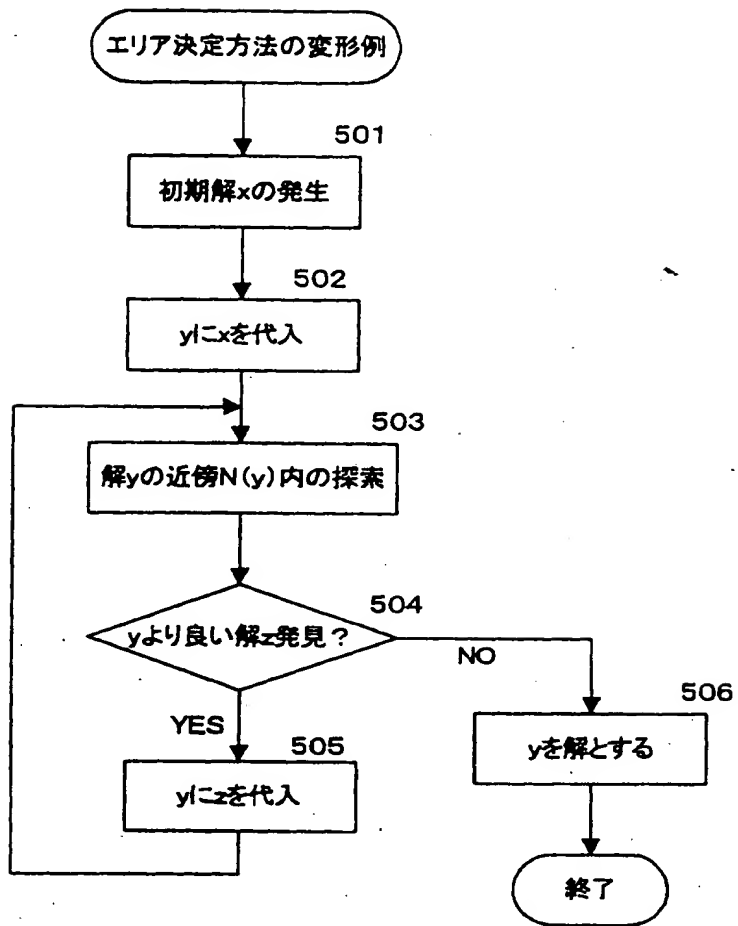 エリア決定方法の変形例
501
初期解xの発生
502
yにxを代入
503
解yの近傍N(y)内の探索
504
yより良い解z発見?
NO
YES
505
yにzを代入
506
yを解とする
終了